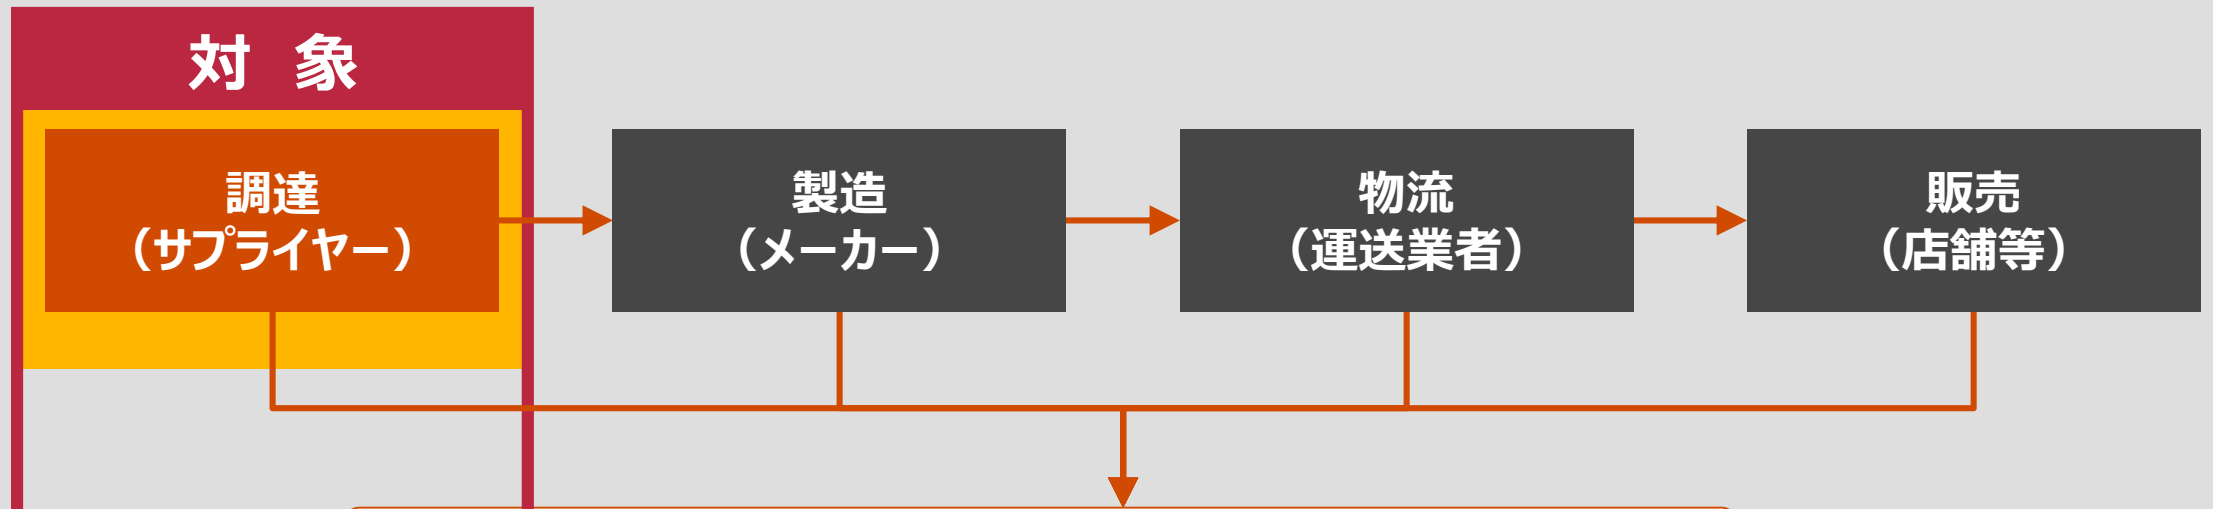 対 象
調達
（サプライヤー）
製造
（メーカー）
物流
（運送業者）
販売
（店舗等）